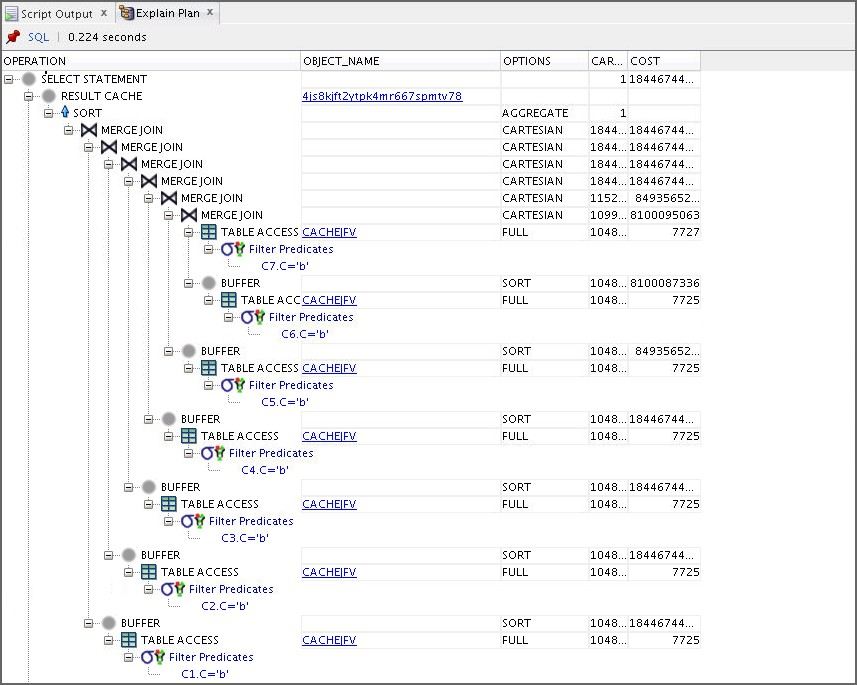 Script Output x Explain Plan x
SQL | 0.224 seconds
OPERATION OBJECT_NAME OPTIONS CAR... COST
SELECT STATEMENT 1 18446744...
RESULT CACHE 4js8kjft2ytpk4mr667spmtv78
SORT AGGREGATE 1
MERGE JOIN CARTESIAN 1844... 18446744...
MERGE JOIN CARTESIAN 1844... 18446744...
MERGE JOIN CARTESIAN 1844... 18446744...
MERGE JOIN CARTESIAN 1844... 18446744...
MERGE JOIN CARTESIAN 1152... 84935652...
MERGE JOIN CARTESIAN 1099... 8100095063
TABLE ACCESS CACHEJFV FULL 1048... 7727
Filter Predicates
C7.C='b'
BUFFER SORT 1048... 8100087336
TABLE ACC CACHEJFV FULL 1048... 7725
Filter Predicates
C6.C='b'
BUFFER SORT 1048... 84935652...
TABLE ACCESS CACHEJFV FULL 1048... 7725
Filter Predicates
C5.C='b'
BUFFER SORT 1048... 18446744...
TABLE ACCESS CACHEJFV FULL 1048... 7725
Filter Predicates
C4.C='b'
BUFFER SORT 1048... 18446744...
TABLE ACCESS CACHEJFV FULL 1048... 7725
Filter Predicates
C3.C='b'
BUFFER SORT 1048... 18446744...
TABLE ACCESS CACHEJFV FULL 1048... 7725
Filter Predicates
C2.C='b'
BUFFER SORT 1048... 18446744...
TABLE ACCESS CACHEJFV FULL 1048... 7725
Filter Predicates
C1.C='b'